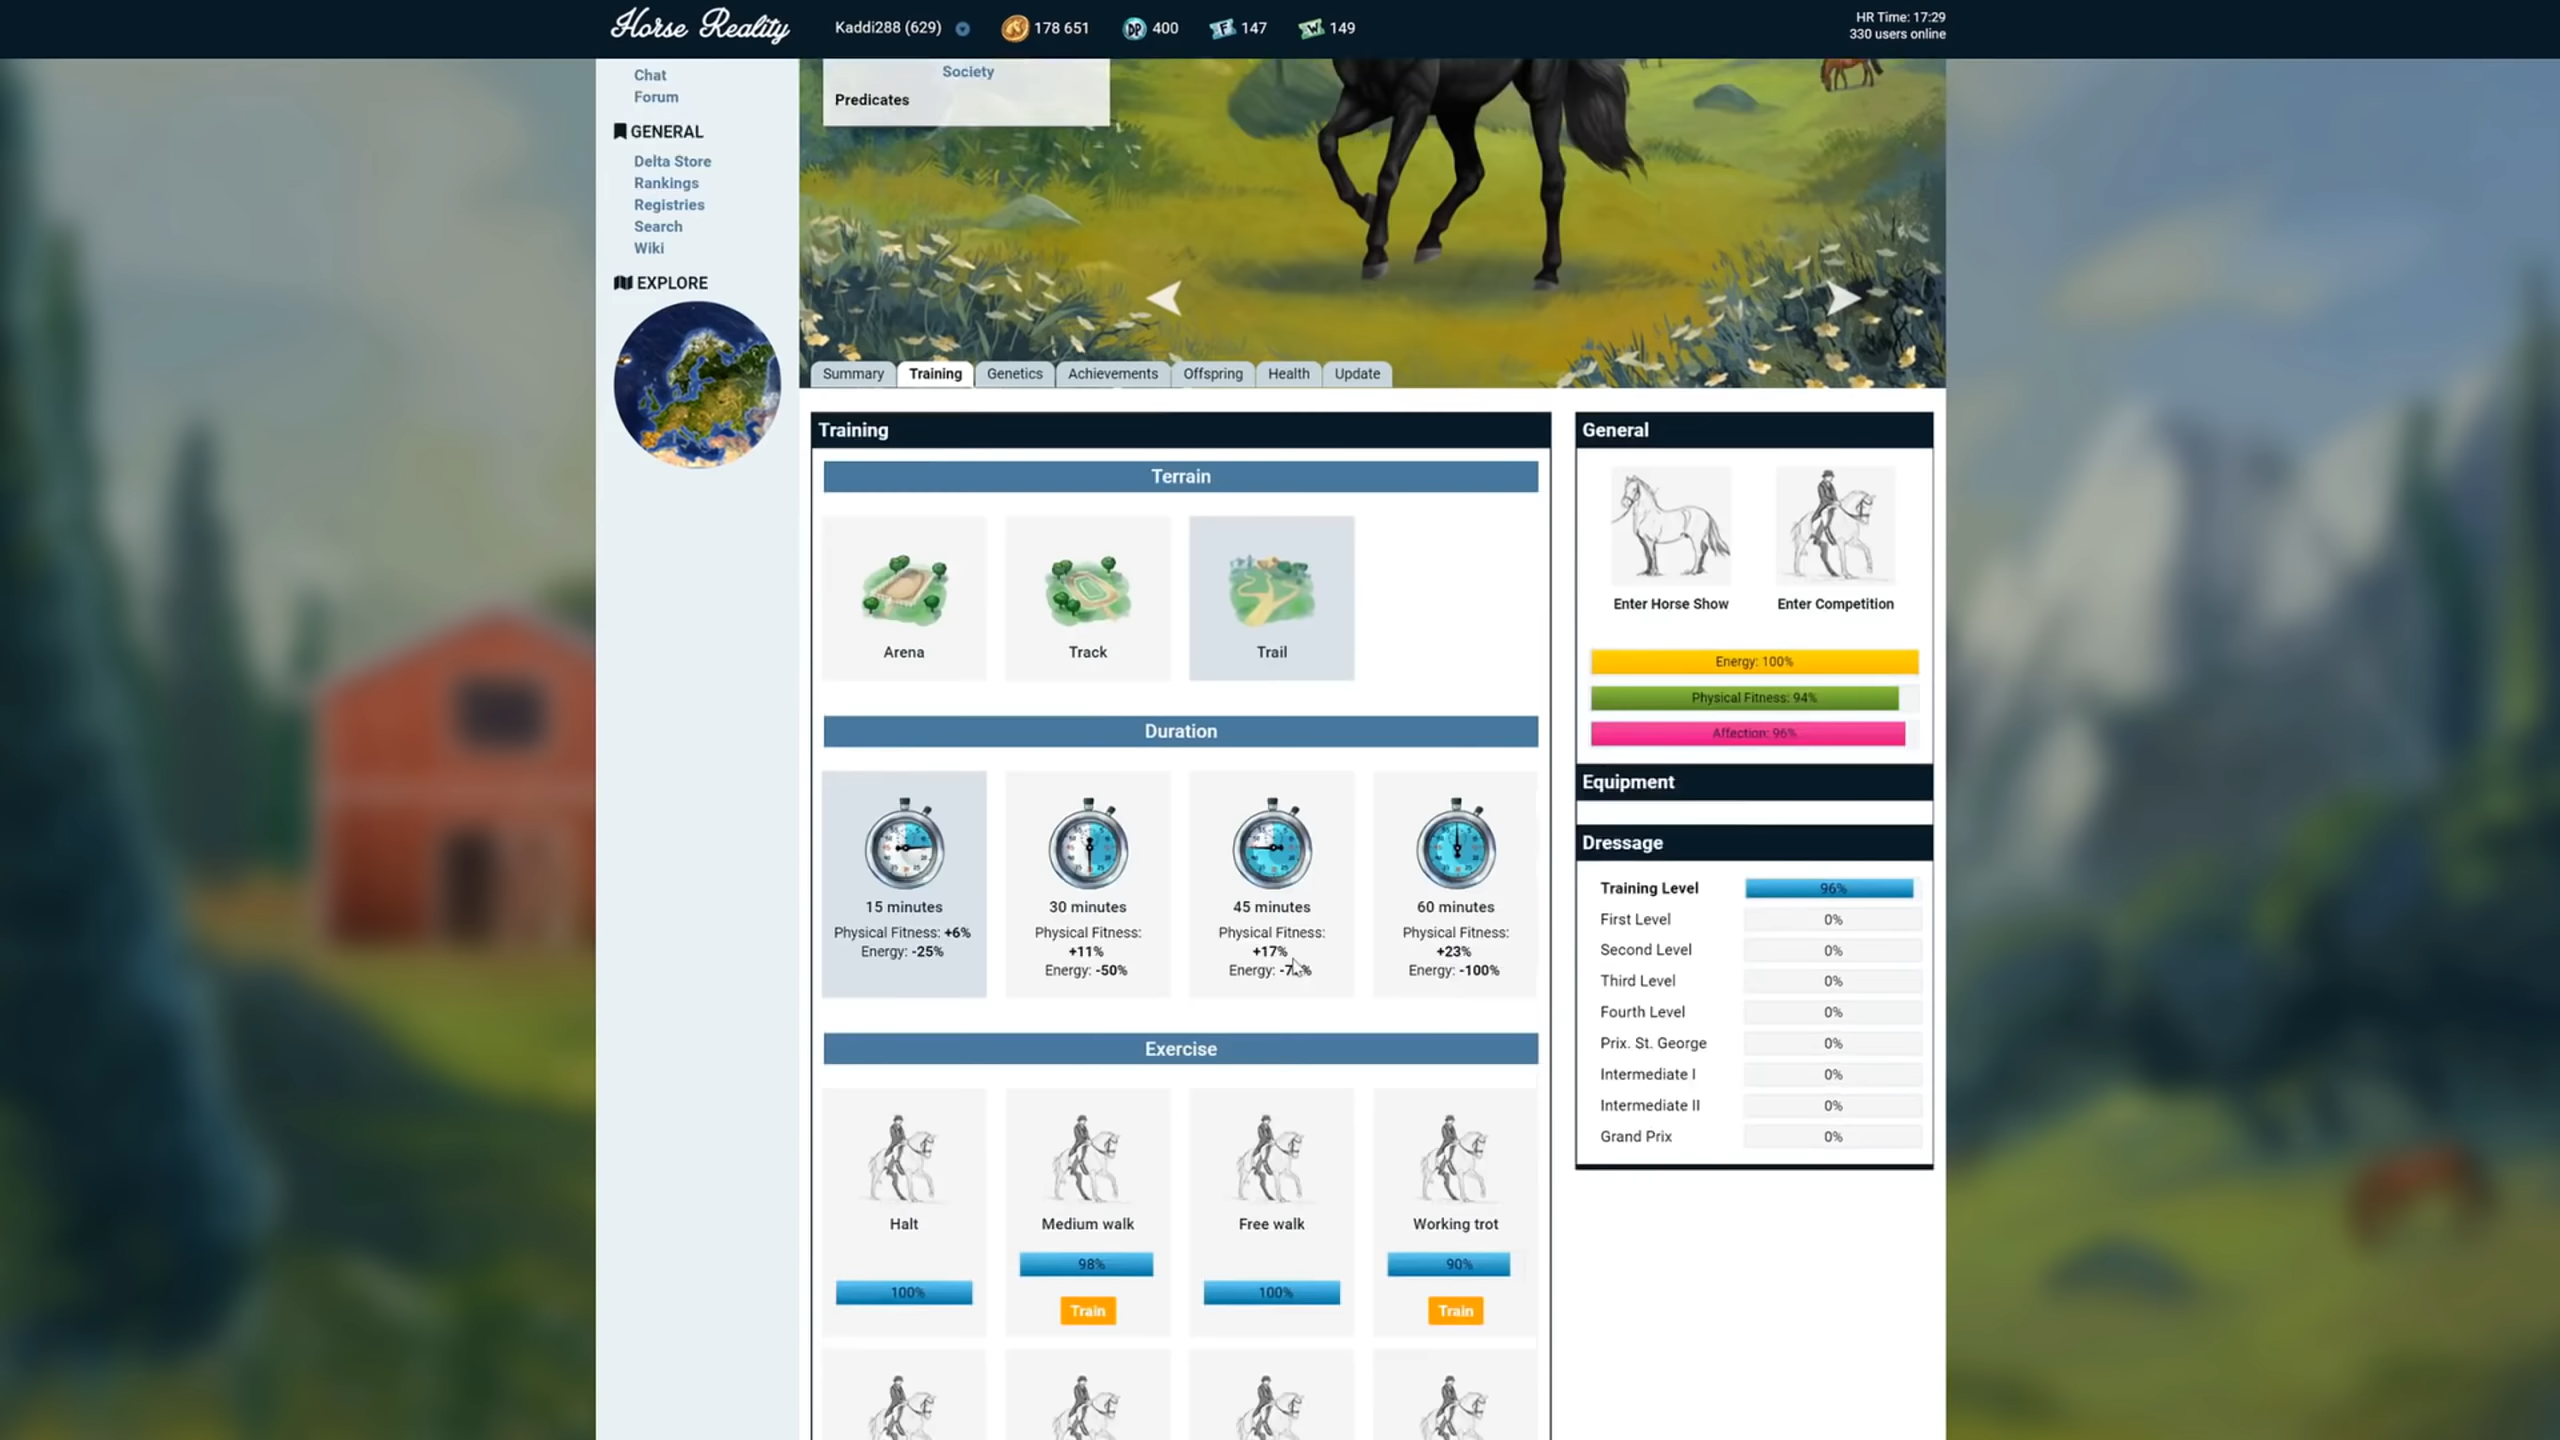 Horse Reality
Kaddi288 (629)
178 651
DP
400
F
147
W
149
HR Time: 17:29
330 users online
Chat
Forum
GENERAL
Delta Store
Rankings
Registries
Search
Wiki
EXPLORE
Society
Predicates
Summary
Training
Genetics
Achievements
Offspring
Health
Update
Training
Terrain
Arena
Track
Trail
Duration
15 minutes
Physical Fitness: +6%
Energy: -25%
30 minutes
Physical Fitness:
+11%
Energy: -50%
45 minutes
Physical Fitness:
+17%
Energy:
60 minutes
Physical Fitness:
+23%
Energy: -100%
Exercise
Halt
100%
Medium walk
98%
Train
Free walk
100%
Working trot
90%
Train
General
Enter Horse Show
Enter Competition
Energy: 100%
Physical Fitness: 94%
Affection: 96%
Equipment
Dressage
Training Level 96%
First Level 0%
Second Level 0%
Third Level 0%
Fourth Level 0%
Prix. St. George 0%
Intermediate I 0%
Intermediate II 0%
Grand Prix 0%